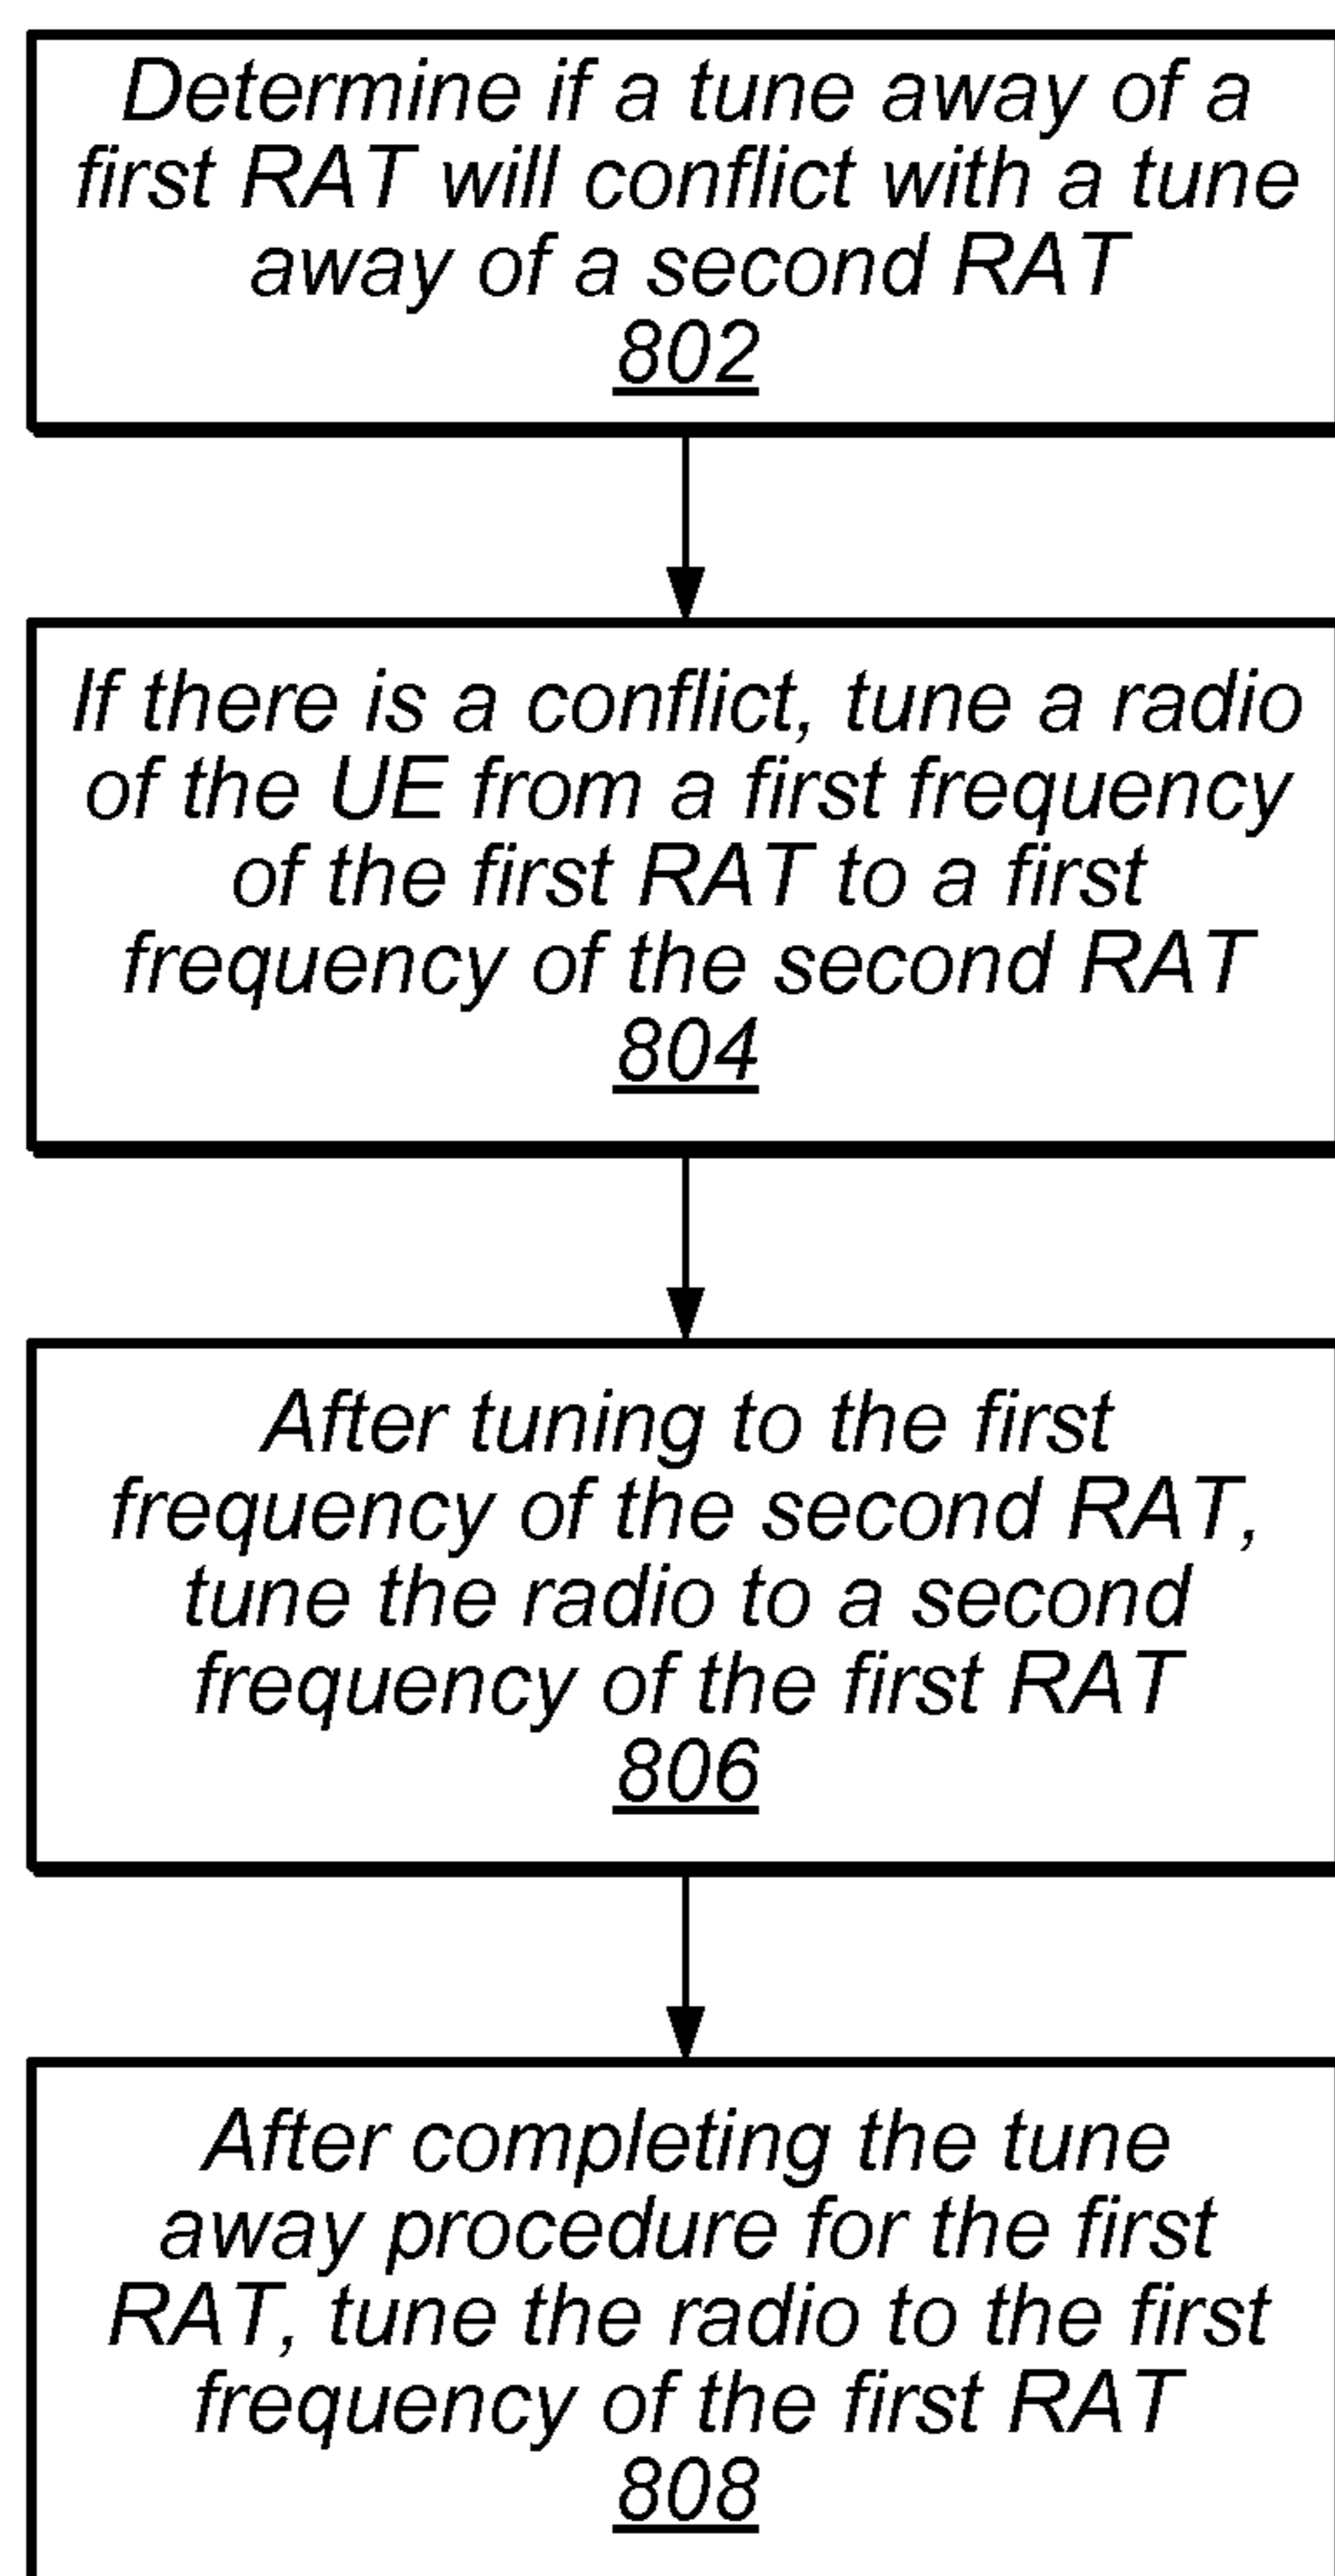 Determine if a tune away of a
first RAT will conflict with a tune
away of a second RAT
802
If there is a conflict, tune a radio
of the UE from a first frequency
of the first RAT to a first
frequency of the second RAT
804
After tuning to the first
frequency of the second RAT,
tune the radio to a second
frequency of the first RAT
806
After completing the tune
away procedure for the first
RAT, tune the radio to the first
frequency of the first RAT
808